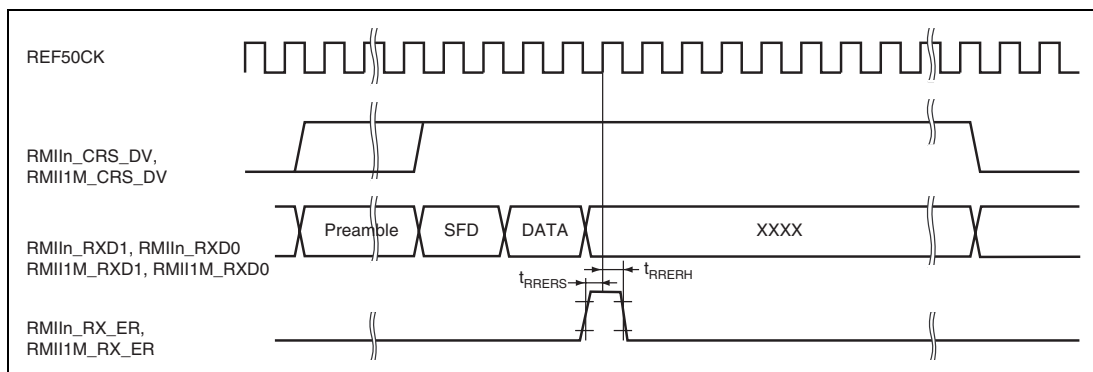 REF50CK
RMIIn_CRS_DV,
RMII1M_CRS_DV
Preamble SFD DATA XXXX
RMIIn_RXD1, RMIIn_RXD0
RMII1M_RXD1, RMII1M_RXD0
tRRERS tRRERH
RMIIn_RX_ER,
RMII1M_RX_ER